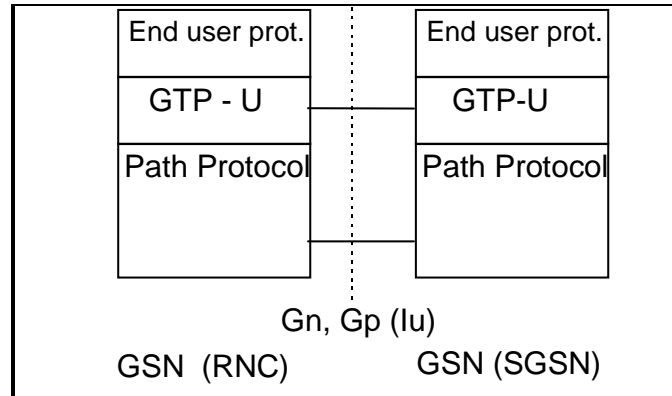 End user prot.
End user prot.
GTP - U
GTP-U
Path Protocol
Path Protocol
Gn, Gp (Iu)
GSN (RNC)
GSN (SGSN)